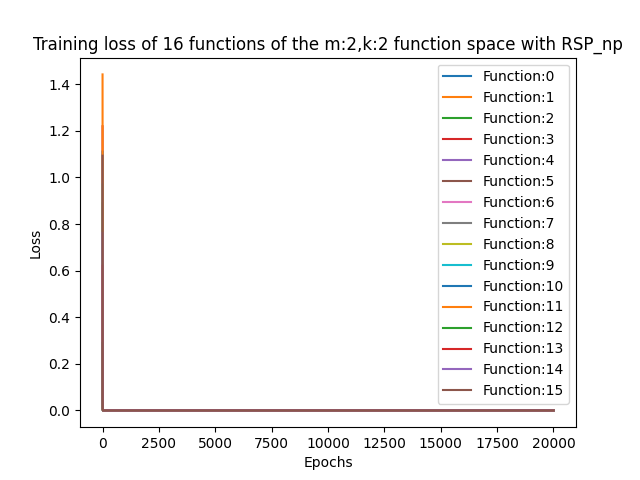 Training loss of 16 functions of the m:2,k:2 function space with RSP_np
1.4
1.2
1.0
0.8
0.6
0.4
0.2
0.0
Loss
Function:0
Function:1
Function:2
Function:3
Function:4
Function:5
Function:6
Function:7
Function:8
Function:9
Function:10
Function:11
Function:12
Function:13
Function:14
Function:15
0 2500 5000 7500 10000 12500 15000 17500 20000
Epochs